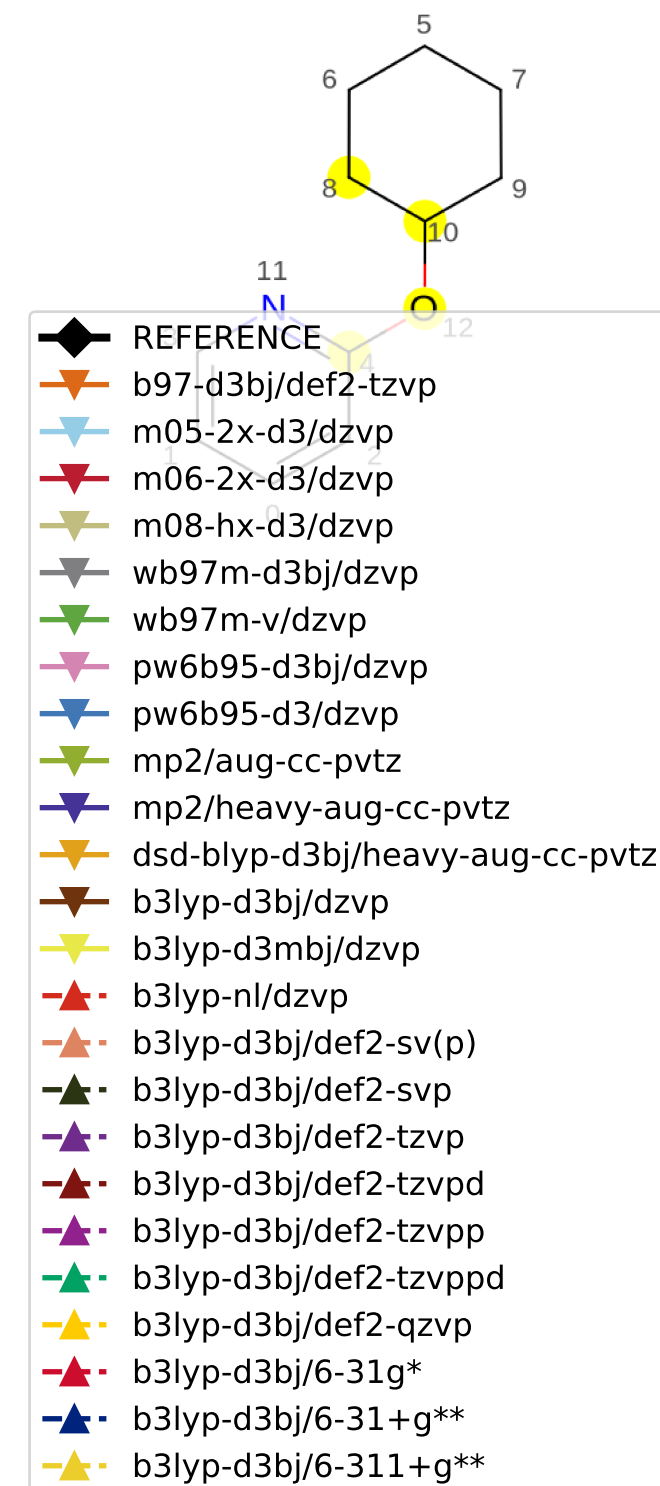 5
6
7
8
9
10
11
N
O
12
REFERENCE
4
b97-d3bj/def2-tzvp
m05-2x-d3/dzvp
1
2
m06-2x-d3/dzvp
0
m08-hx-d3/dzvp
wb97m-d3bj/dzvp
wb97m-v/dzvp
pw6b95-d3bj/dzvp
pw6b95-d3/dzvp
mp2/aug-cc-pvtz
mp2/heavy-aug-cc-pvtz
dsd-blyp-d3bj/heavy-aug-cc-pvtz
b3lyp-d3bj/dzvp
b3lyp-d3mbj/dzvp
b3lyp-nl/dzvp
b3lyp-d3bj/def2-sv(p)
b3lyp-d3bj/def2-svp
b3lyp-d3bj/def2-tzvp
b3lyp-d3bj/def2-tzvpd
b3lyp-d3bj/def2-tzvpp
b3lyp-d3bj/def2-tzvppd
b3lyp-d3bj/def2-qzvp
b3lyp-d3bj/6-31g*
b3lyp-d3bj/6-31+g**
b3lyp-d3bj/6-311+g**